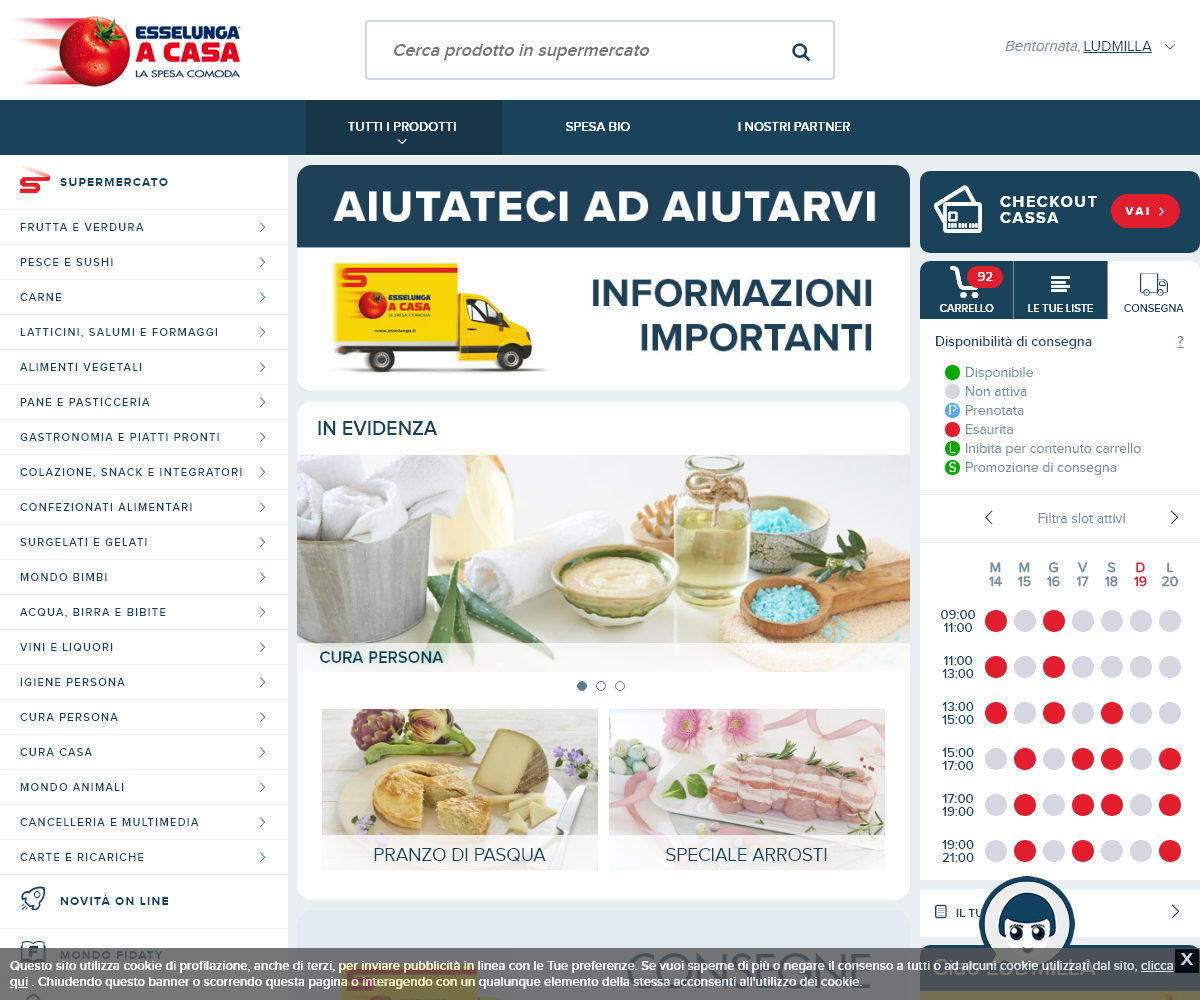 ESSELUNGA
A CASA
LA SPESA COMODA
Cerca prodotto in supermercato
Bentornata, LUDMILLA
TUTTI I PRODOTTI
SPESA BIO
I NOSTRI PARTNER
SUPERMERCATO
FRUTTA E VERDURA
PESCE E SUSHI
CARNE
LATTICINI, SALUMI E FORMAGGI
ALIMENTI VEGETALI
PANE E PASTICCERIA
GASTRONOMIA E PIATTI PRONTI
COLAZIONE, SNACK E INTEGRATORI
CONFEZIONATI ALIMENTARI
SURGELATI E GELATI
MONDO BIMBI
ACQUA, BIRRA E BIBITE
VINI E LIQUORI
IGIENE PERSONA
CURA PERSONA
CURA CASA
MONDO ANIMALI
CANCELLERIA E MULTIMEDIA
CARTE E RICARICHE
NOVITÀ ON LINE
MONDO FIDATY
AIUTATECI AD AIUTARVI
ESSELUNGA
A CASA
LA SPESA COMODA
www.esselunga.it
INFORMAZIONI
IMPORTANTI
IN EVIDENZA
CURA PERSONA
PRANZO DI PASQUA
SPECIALE ARROSTI
CONSEGNE
CHECKOUT
CASSA
VAI
92
CARRELLO
LE TUE LISTE
CONSEGNA
Disponibilità di consegna ?
Disponibile
Non attiva
P Prenotata
Esaurita
L Inibita per contenuto carrello
S Promozione di consegna
Filtra slot attivi
M M G V S D L
14 15 16 17 18 19 20
09:00
11:00
11:00
13:00
13:00
15:00
15:00
17:00
17:00
19:00
19:00
21:00
IL TU
Ciao LUDMILLA
Questo sito utilizza cookie di profilazione, anche di terzi, per inviare pubblicità in linea con le Tue preferenze. Se vuoi saperne di più o negare il consenso a tutti o ad alcuni cookie utilizzati dal sito, clicca
qui . Chiudendo questo banner o scorrendo questa pagina o interagendo con un qualunque elemento della stessa acconsenti all'utilizzo dei cookie.
X